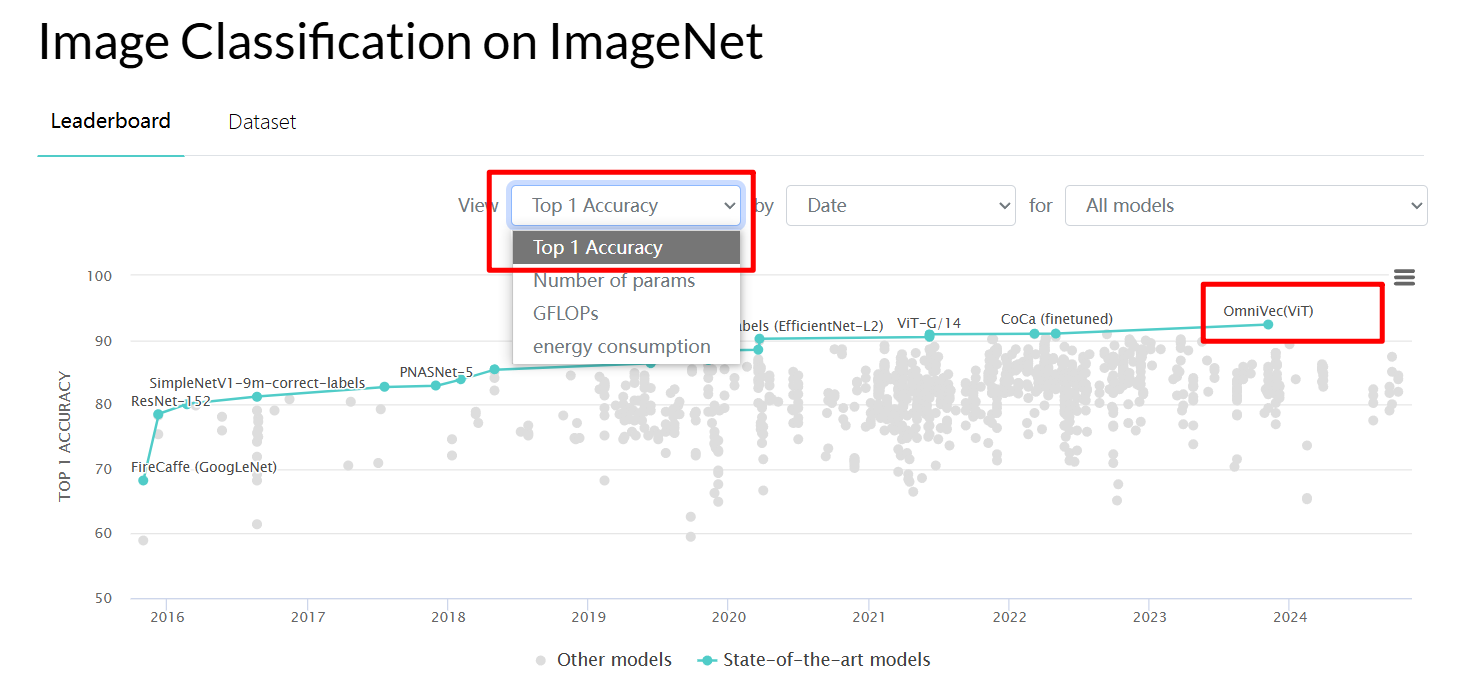 Image Classification on ImageNet
Leaderboard Dataset
View Top 1 Accuracy by Date for All models
Top 1 Accuracy
Number of params
GFLOPs
energy consumption
TOP 1 ACCURACY
100
90
80
70
60
50
FireCaffe (GoogLeNet)
ResNet-152
SimpleNetV1-9m-correct-labels
PNASNet-5
(EfficientNet-L2)
ViT-G/14
CoCa (finetuned)
OmniVec(ViT)
2016 2017 2018 2019 2020 2021 2022 2023 2024
Other models State-of-the-art models